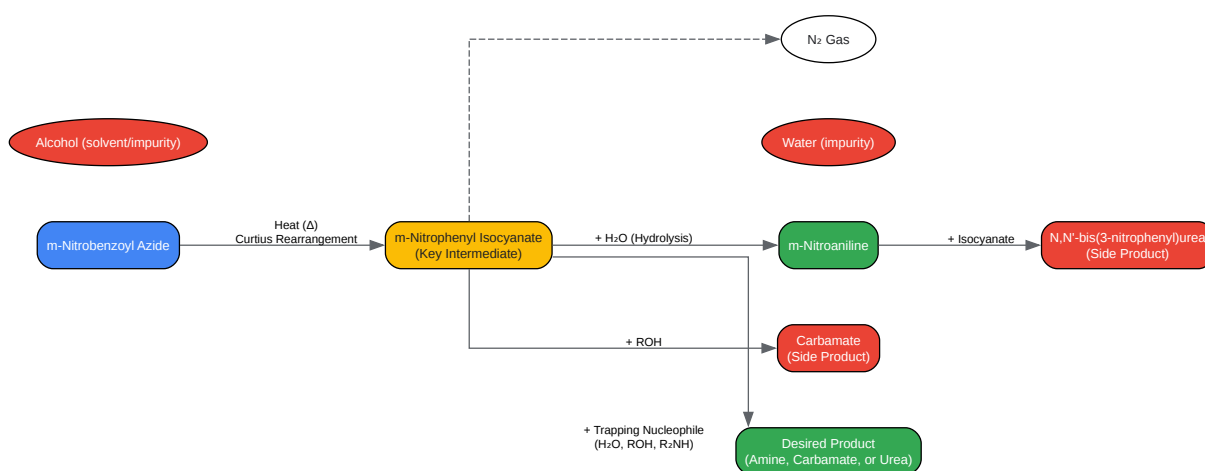 N₂ Gas
Alcohol (solvent/impurity)
Water (impurity)
m-Nitrobenzoyl Azide
Heat (Δ)
Curtius Rearrangement
m-Nitrophenyl Isocyanate
(Key Intermediate)
+ H₂O (Hydrolysis)
m-Nitroaniline
+ Isocyanate
N,N'-bis(3-nitrophenyl)urea
(Side Product)
+ ROH
Carbamate
(Side Product)
+ Trapping Nucleophile
(H₂O, ROH, R₂NH)
Desired Product
(Amine, Carbamate, or Urea)